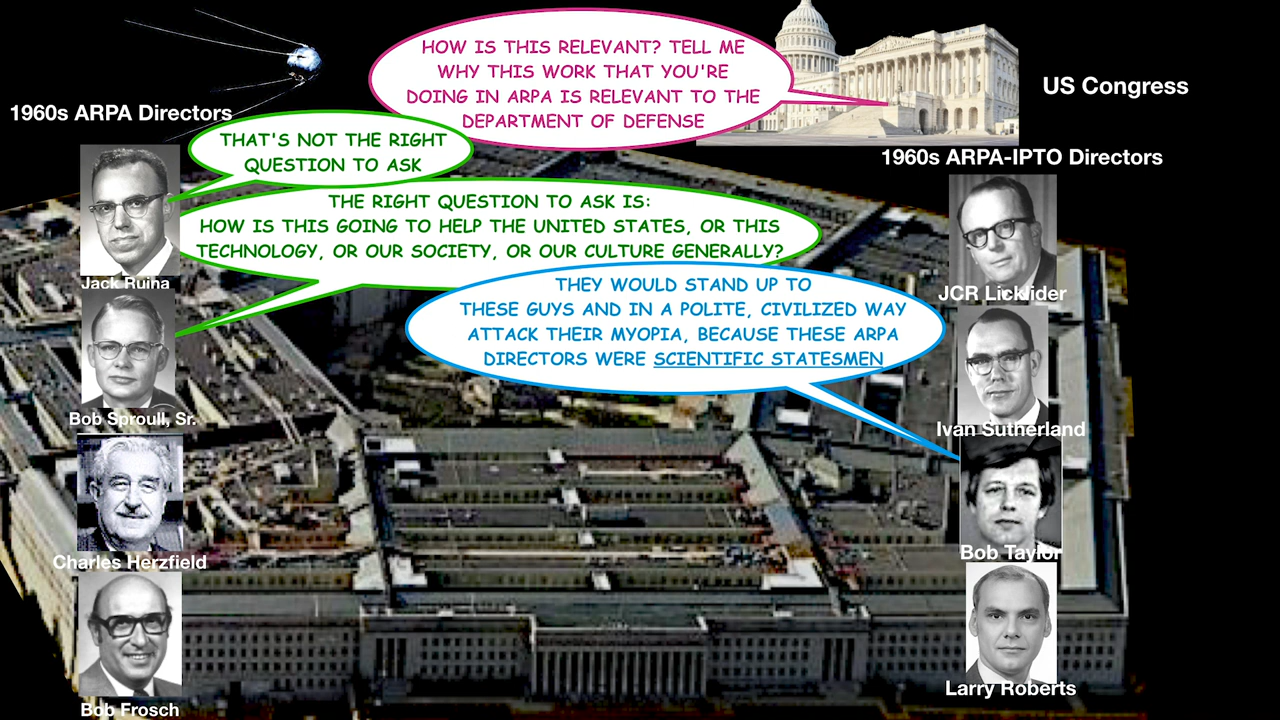 HOW IS THIS RELEVANT? TELL ME
WHY THIS WORK THAT YOU'RE
DOING IN ARPA IS RELEVANT TO THE
DEPARTMENT OF DEFENSE
US Congress
1960s ARPA Directors
THAT'S NOT THE RIGHT
QUESTION TO ASK
1960s ARPA-IPTO Directors
THE RIGHT QUESTION TO ASK IS:
HOW IS THIS GOING TO HELP THE UNITED STATES, OR THIS
TECHNOLOGY, OR OUR SOCIETY, OR OUR CULTURE GENERALLY?
Jack Ruina
THEY WOULD STAND UP TO
THESE GUYS AND IN A POLITE, CIVILIZED WAY
ATTACK THEIR MYOPIA, BECAUSE THESE ARPA
DIRECTORS WERE SCIENTIFIC STATESMEN
JCR Licklider
Bob Sproull, Sr.
Ivan Sutherland
Charles Herzfield
Bob Taylor
Bob Frosch
Larry Roberts